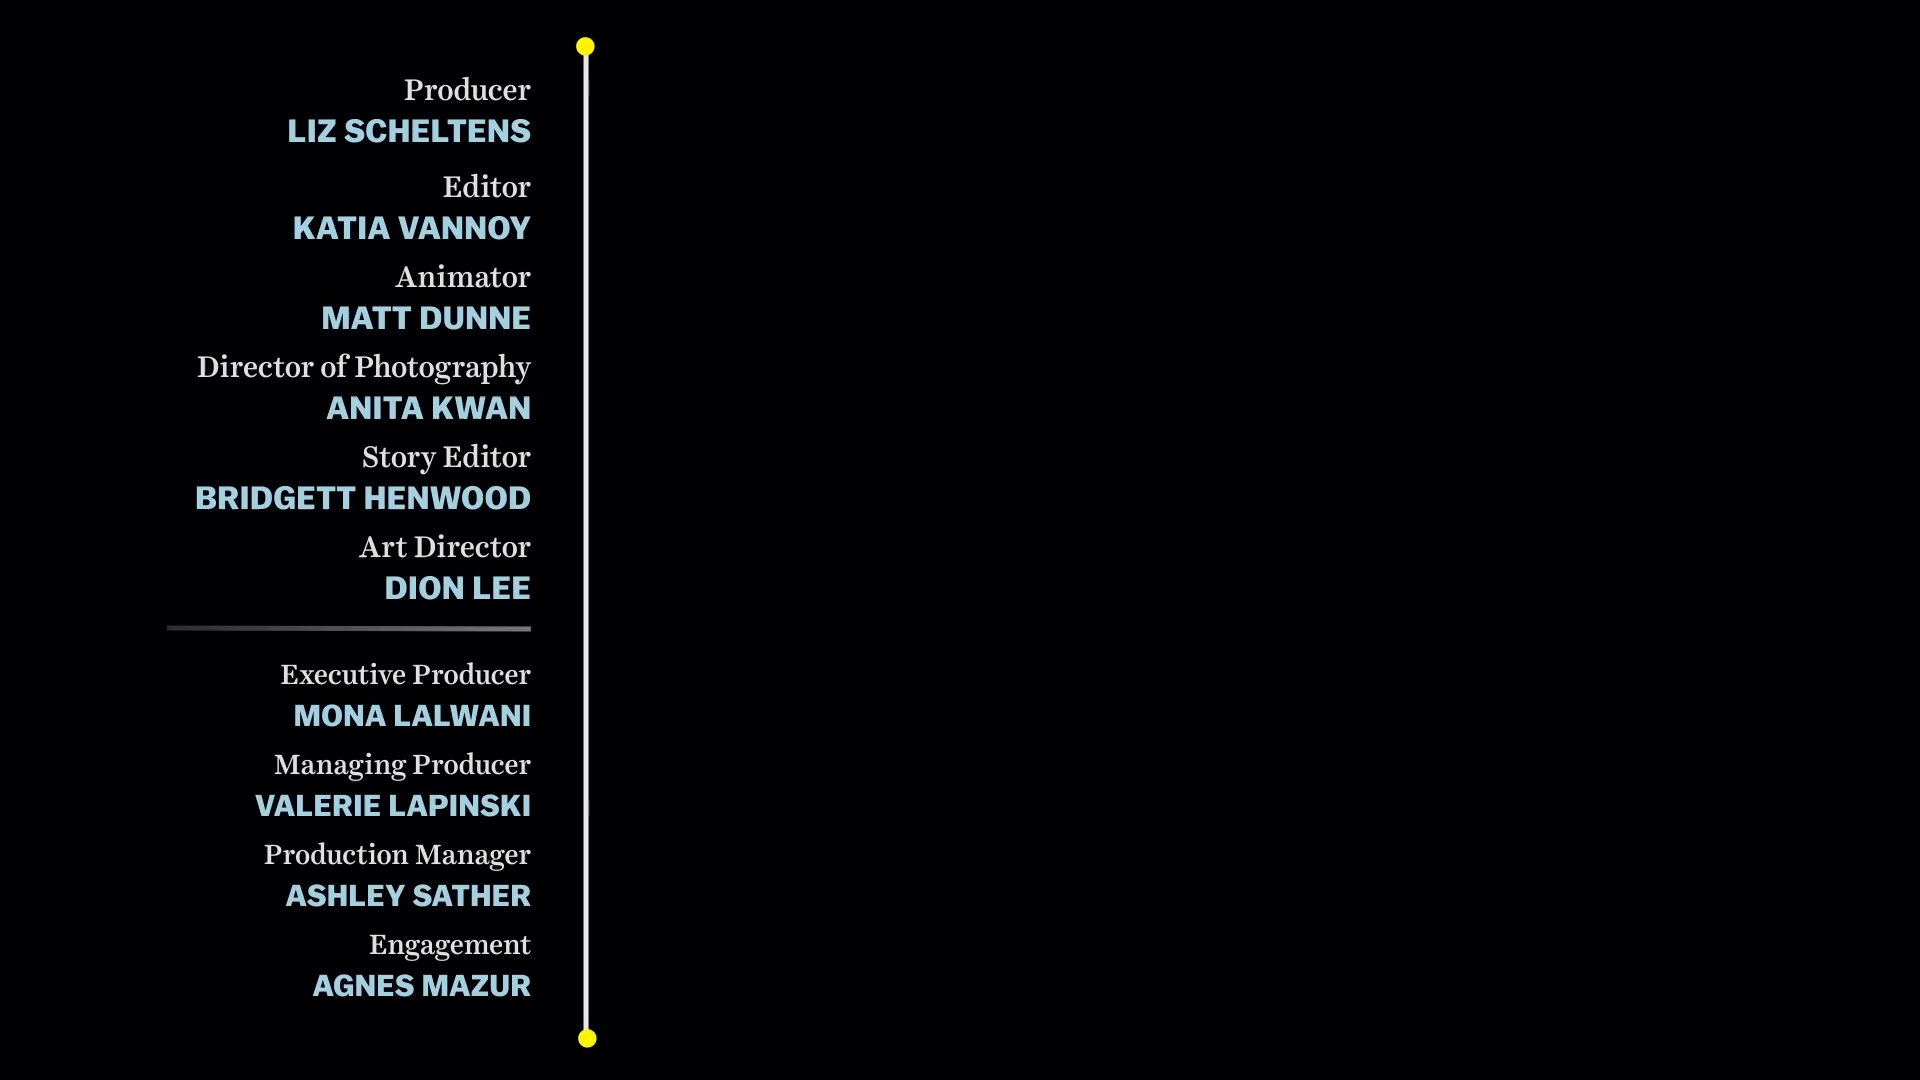 Producer
LIZ SCHELTENS
Editor
KATIA VANNOY
Animator
MATT DUNNE
Director of Photography
ANITA KWAN
Story Editor
BRIDGETT HENWOOD
Art Director
DION LEE
Executive Producer
MONA LALWANI
Managing Producer
VALERIE LAPINSKI
Production Manager
ASHLEY SATHER
Engagement
AGNES MAZUR